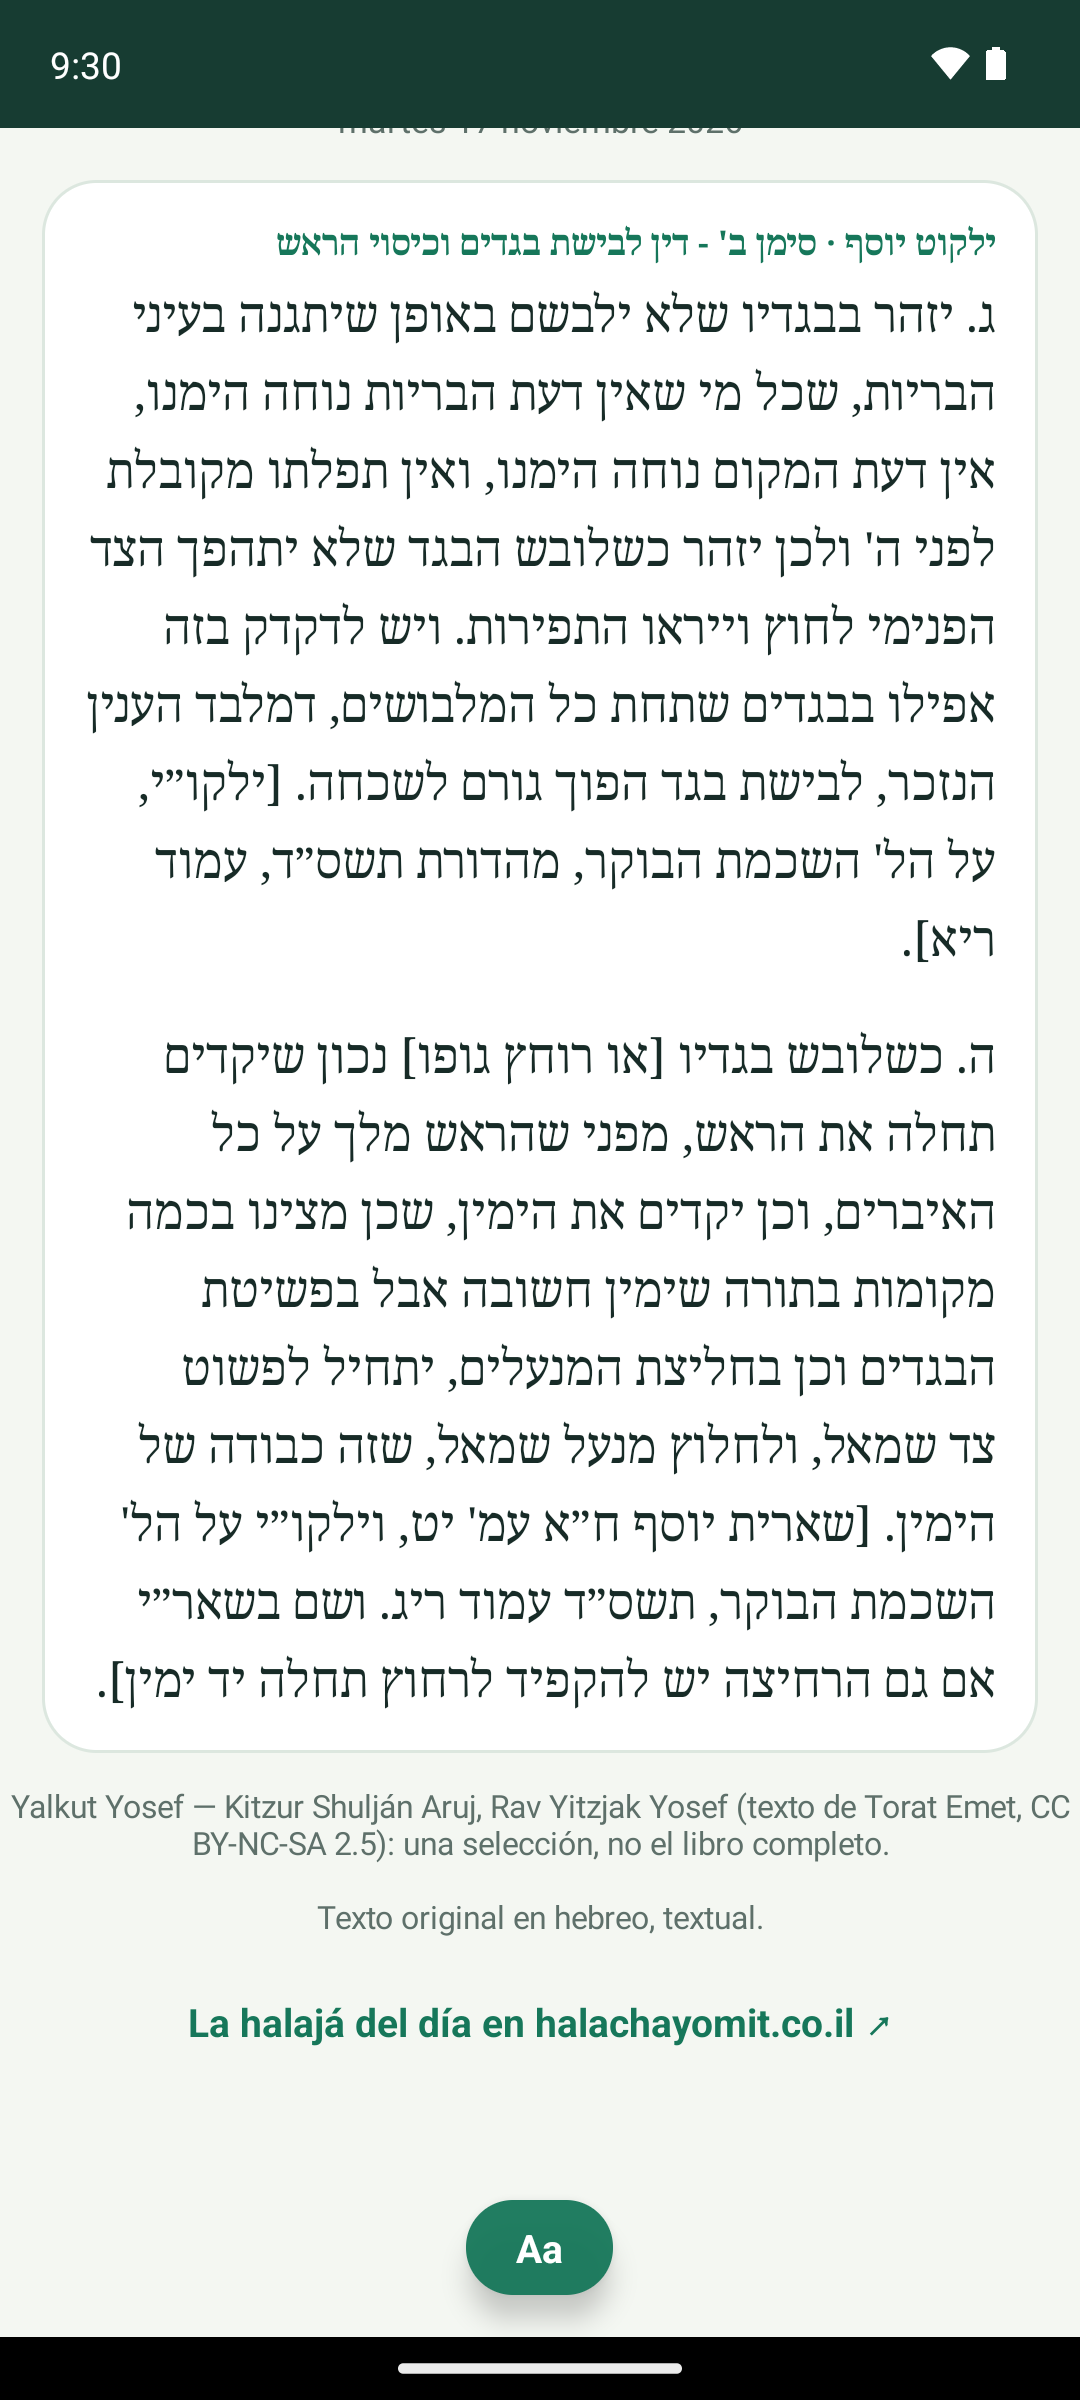 9:30
martes 17 noviembre 2026
ילקוט יוסף · סימן ב' - דין לבישת בגדים וכיסוי הראש
ג. יזהר בבגדיו שלא ילבשם באופן שיתגנה בעיני
הבריות, שכל מי שאין דעת הבריות נוחה הימנו,
אין דעת המקום נוחה הימנו, ואין תפלתו מקובלת
לפני ה' ולכן יזהר כשלובש הבגד שלא יתהפך הצד
הפנימי לחוץ וייראו התפירות. ויש לדקדק בזה
אפילו בבגדים שתחת כל המלבושים, דמלבד הענין
הנזכר, לבישת בגד הפוך גורם לשכחה. [ילקו״י,
על הל' השכמת הבוקר, מהדורת תשס״ד, עמוד
ריא].
ה. כשלובש בגדיו [או רוחץ גופו] נכון שיקדים
תחלה את הראש, מפני שהראש מלך על כל
האיברים, וכן יקדים את הימין, שכן מצינו בכמה
מקומות בתורה שימין חשובה אבל בפשיטת
הבגדים וכן בחליצת המנעלים, יתחיל לפשוט
צד שמאל, ולחלוץ מנעל שמאל, שזה כבודה של
הימין. [שארית יוסף ח״א עמ' יט, וילקו״י על הל'
השכמת הבוקר, תשס״ד עמוד ריג. ושם בשאר״י
אם גם הרחיצה יש להקפיד לרחוץ תחלה יד ימין].
Yalkut Yosef — Kitzur Shulján Aruj, Rav Yitzjak Yosef (texto de Torat Emet, CC
BY-NC-SA 2.5): una selección, no el libro completo.
Texto original en hebreo, textual.
La halajá del día en halachayomit.co.il ↗
Aa